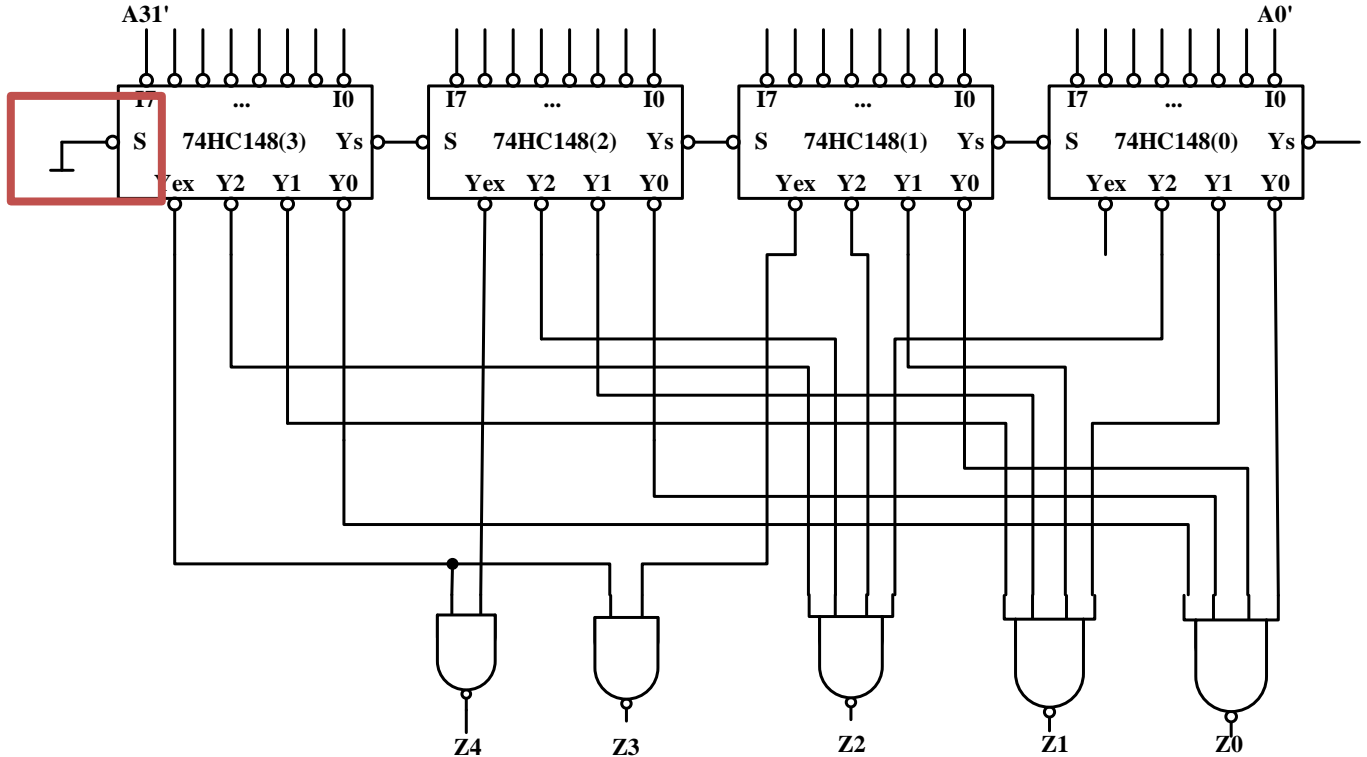 A31' A0'
I7 ... I0 I7 ... I0 I7 ... I0 I7 ... I0
S 74HC148(3) Ys S 74HC148(2) Ys S 74HC148(1) Ys S 74HC148(0) Ys
Yex Y2 Y1 Y0 Yex Y2 Y1 Y0 Yex Y2 Y1 Y0 Yex Y2 Y1 Y0
Z4 Z3 Z2 Z1 Z0